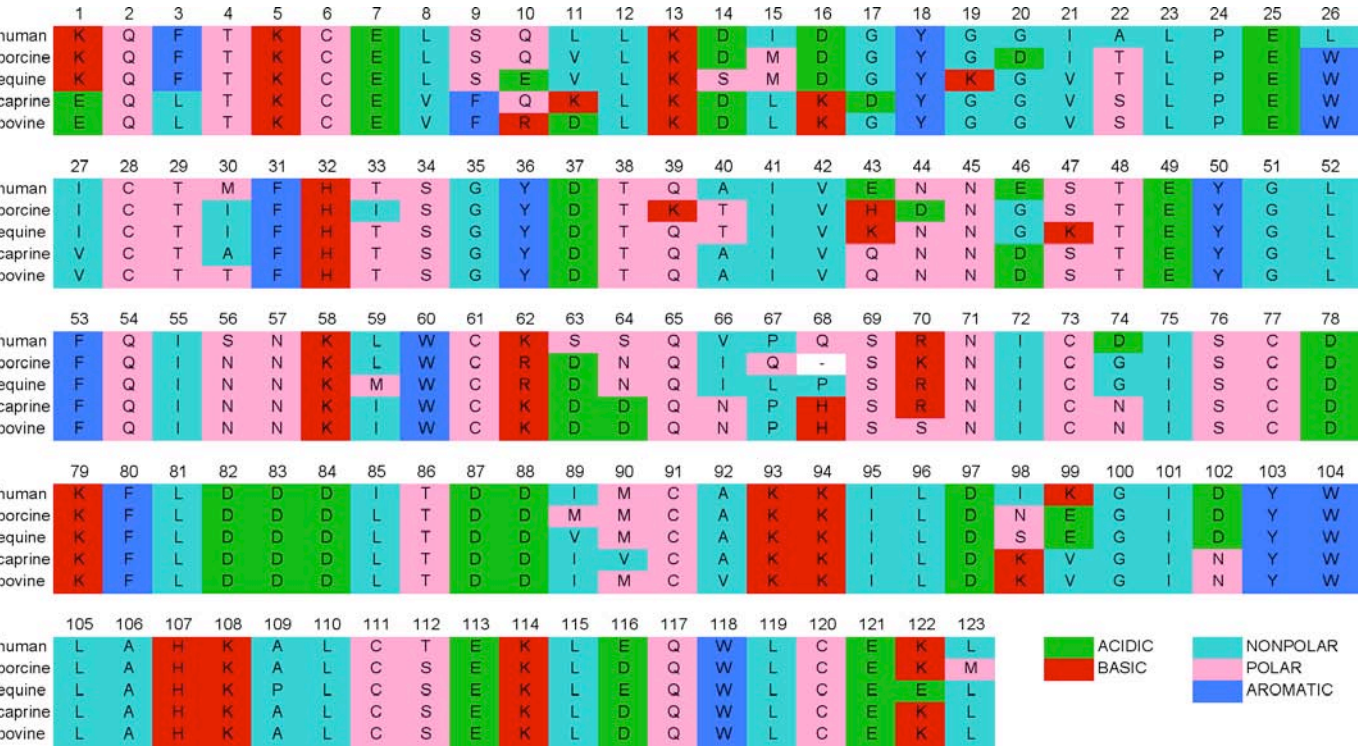 1 2 3 4 5 6 7 8 9 10 11 12 13 14 15 16 17 18 19 20 21 22 23 24 25 26
human K Q F T K C E L S Q L L K D I D G Y G G I A L P E L
porcine K Q F T K C E L S Q V L K D M D G Y G D I T L P E W
equine K Q F T K C E L S E V L K S M D G Y K G V T L P E W
caprine E Q L T K C E V F Q K L K D L K D Y G G V S L P E W
bovine E Q L T K C E V F R D L K D L K G Y G G V S L P E W
27 28 29 30 31 32 33 34 35 36 37 38 39 40 41 42 43 44 45 46 47 48 49 50 51 52
human I C T M F H T S G Y D T Q A I V E N N E S T E Y G L
porcine I C T I F H I S G Y D T K T I V H D N G S T E Y G L
equine I C T I F H T S G Y D T Q T I V K N N G K T E Y G L
caprine V C T A F H T S G Y D T Q A I V Q N N D S T E Y G L
bovine V C T T F H T S G Y D T Q A I V Q N N D S T E Y G L
53 54 55 56 57 58 59 60 61 62 63 64 65 66 67 68 69 70 71 72 73 74 75 76 77 78
human F Q I S N K L W C K S S Q V P Q S R N I C D I S C D
porcine F Q I N N K L W C R D N Q I Q - S K N I C G I S C D
equine F Q I N N K M W C R D N Q I L P S R N I C G I S C D
caprine F Q I N N K I W C K D D Q N P H S R N I C N I S C D
bovine F Q I N N K I W C K D D Q N P H S S N I C N I S C D
79 80 81 82 83 84 85 86 87 88 89 90 91 92 93 94 95 96 97 98 99 100 101 102 103 104
human K F L D D D I T D D I M C A K K I L D I K G I D Y W
porcine K F L D D D L T D D M M C A K K I L D N E G I D Y W
equine K F L D D D L T D D V M C A K K I L D S E G I D Y W
caprine K F L D D D L T D D I V C A K K I L D K V G I N Y W
bovine K F L D D D L T D D I M C V K K I L D K V G I N Y W
105 106 107 108 109 110 111 112 113 114 115 116 117 118 119 120 121 122 123
human L A H K A L C T E K L E Q W L C E K L
porcine L A H K A L C S E K L D Q W L C E K M
equine L A H K P L C S E K L E Q W L C E E L
caprine L A H K A L C S E K L D Q W L C E K L
bovine L A H K A L C S E K L D Q W L C E K L
ACIDIC
BASIC
NONPOLAR
POLAR
AROMATIC